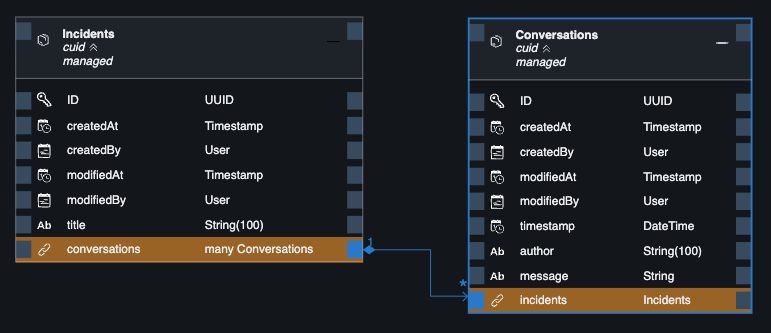 Incidents
cuid
managed
ID UUID
createdAt Timestamp
createdBy User
modifiedAt Timestamp
modifiedBy User
Ab title String(100)
conversations many Conversations
1
*
Conversations
cuid
managed
ID UUID
createdAt Timestamp
createdBy User
modifiedAt Timestamp
modifiedBy User
timestamp DateTime
Ab author String(100)
Ab message String
incidents Incidents